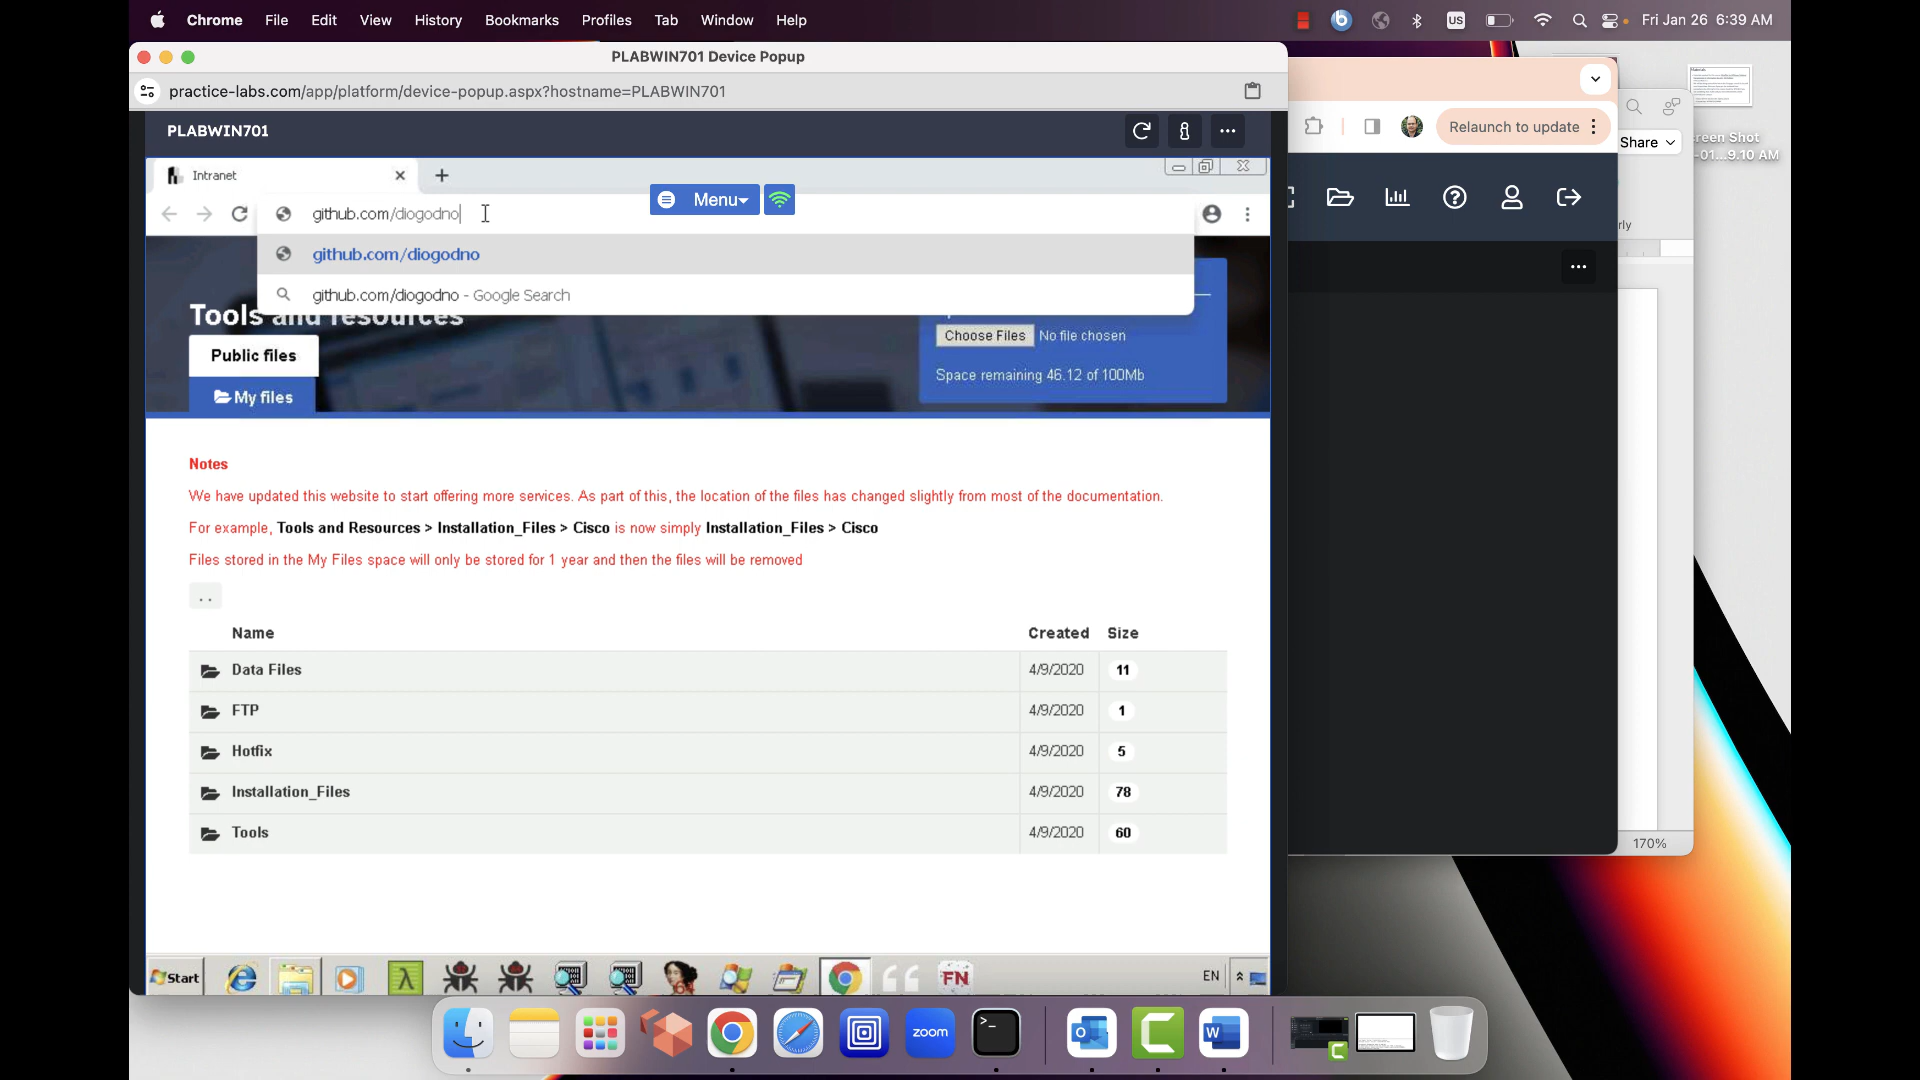 Chrome File Edit View History Bookmarks Profiles Tab Window Help
US
Fri Jan 26 6:39 AM
PLABWIN701 Device Popup
practice-labs.com/app/platform/device-popup.aspx?hostname=PLABWIN701
Relaunch to update
Share
Shot
PLABWIN701
Intranet
Menu
github.com/diogodno
github.com/diogodno
github.com/diogodno - Google Search
Tools and resources
Public files
My files
Choose Files No file chosen
Space remaining 46.12 of 100Mb
Notes
We have updated this website to start offering more services. As part of this, the location of the files has changed slightly from most of the documentation.
For example, Tools and Resources > Installation_Files > Cisco is now simply Installation_Files > Cisco
Files stored in the My Files space will only be stored for 1 year and then the files will be removed
. .
Name Created Size
Data Files 4/9/2020 11
FTP 4/9/2020 1
Hotfix 4/9/2020 5
Installation_Files 4/9/2020 78
Tools 4/9/2020 60
170%
Start
FN
EN
zoom